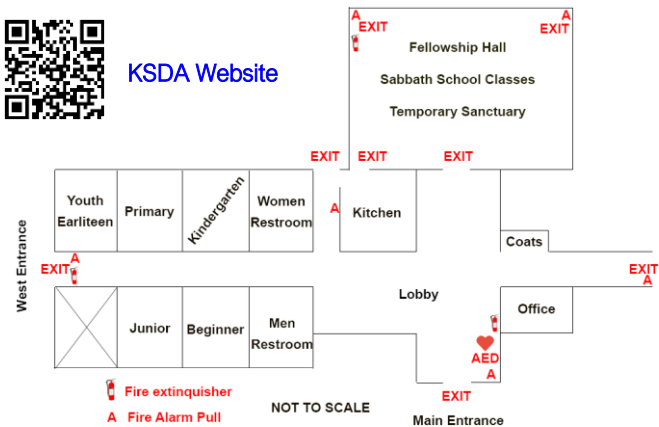 KSDA Website
A
A
EXIT
EXIT
Fellowship Hall
Sabbath School Classes
Temporary Sanctuary
EXIT
EXIT
EXIT
Youth
Earliteen
Primary
Kindergarten
Women
Restroom
A
Kitchen
Coats
West Entrance
A
EXIT
EXIT
A
Lobby
Office
Junior
Beginner
Men
Restroom
AED
A
Fire extinquisher
A Fire Alarm Pull
NOT TO SCALE
EXIT
Main Entrance